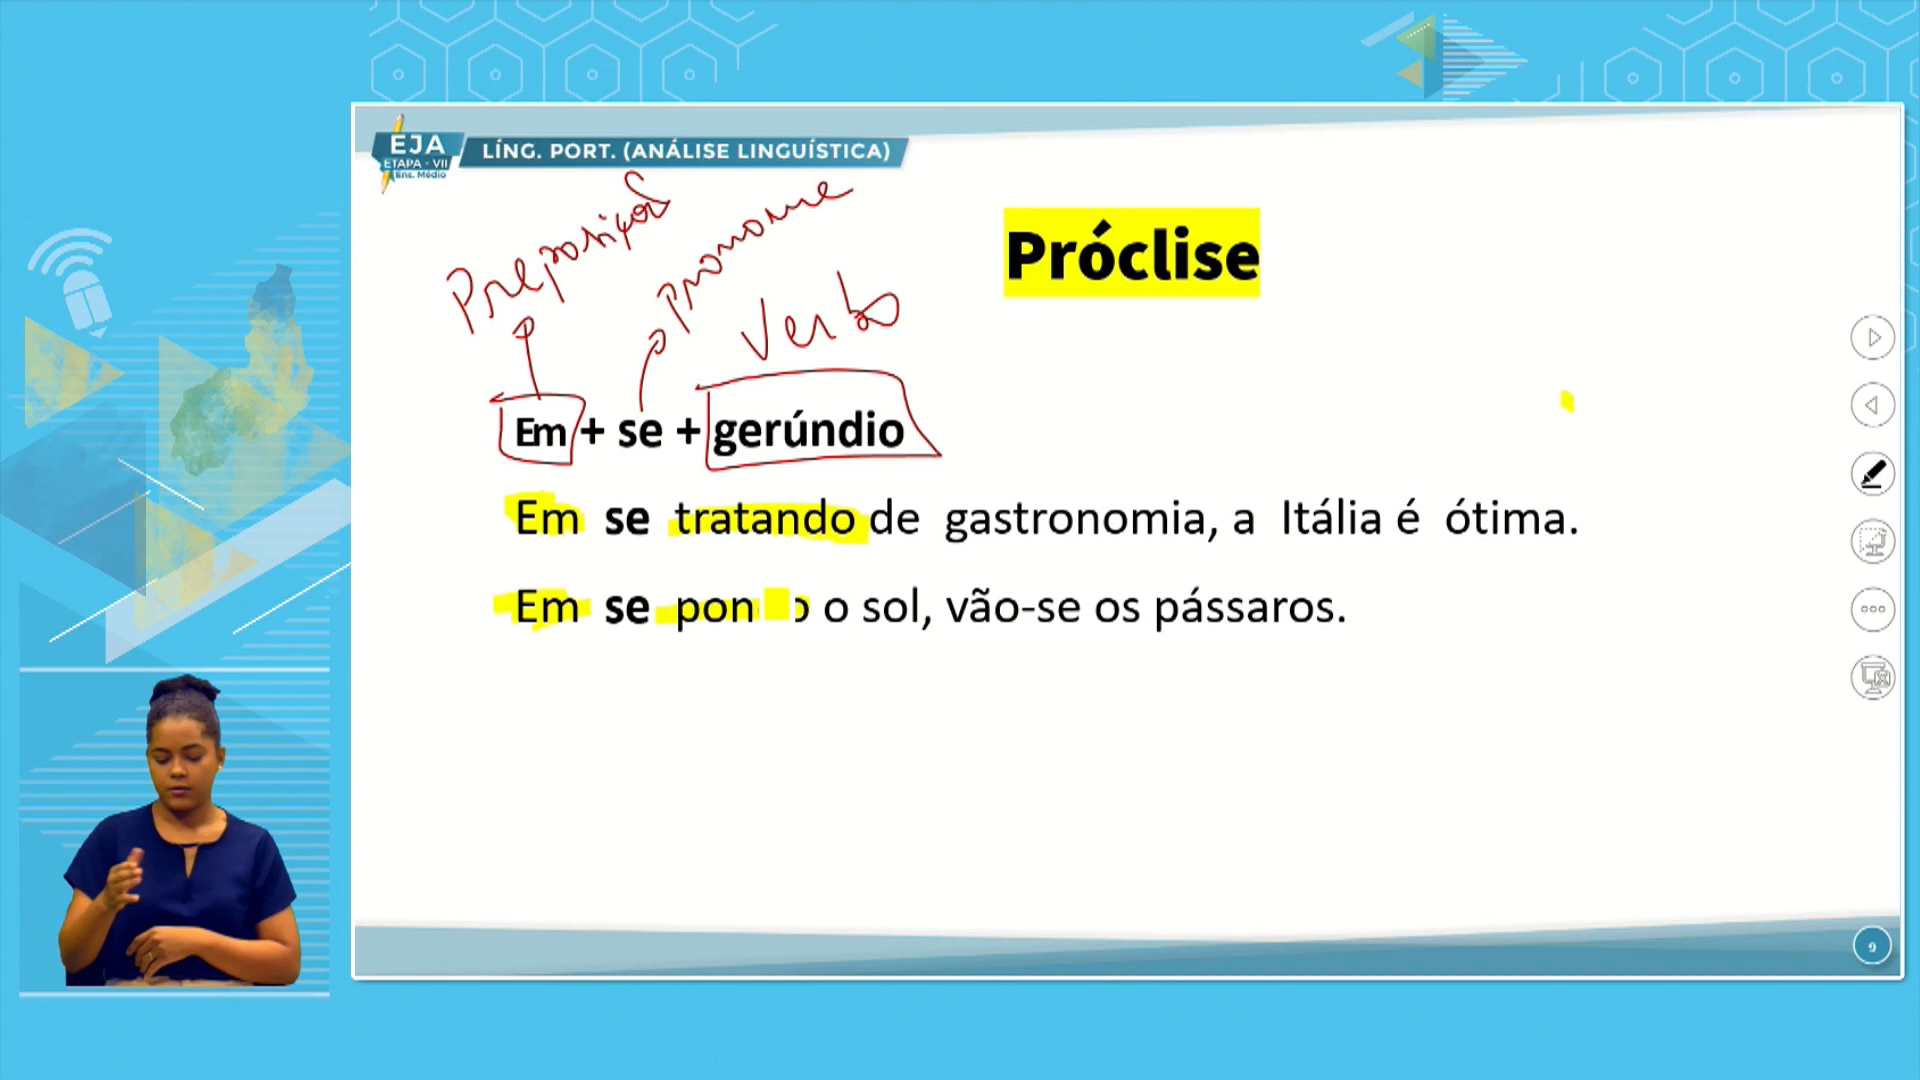 EJA
ETAPA - VII
Ens. Médio
LÍNG. PORT. (ANÁLISE LINGUÍSTICA)
Preposição
pronome
Verbo
Próclise
Em + se + gerúndio
Em se tratando de gastronomia, a Itália é ótima.
Em se pon o o sol, vão-se os pássaros.
9